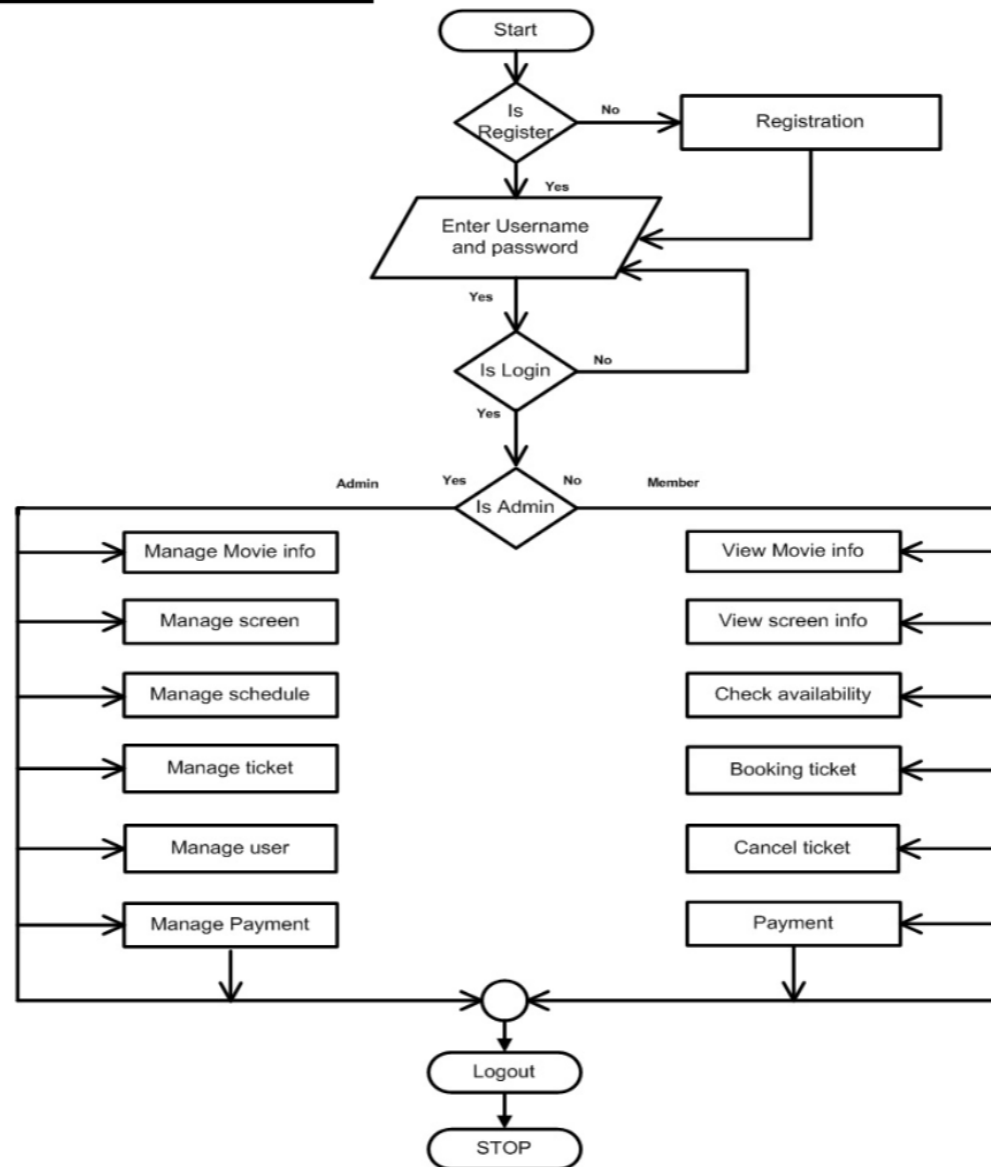 Start
Is
Register
No
Registration
Yes
Enter Username
and password
Yes
Is Login
No
Yes
Admin
Yes
Is Admin
No
Member
Manage Movie info
Manage screen
Manage schedule
Manage ticket
Manage user
Manage Payment
View Movie info
View screen info
Check availability
Booking ticket
Cancel ticket
Payment
Logout
STOP